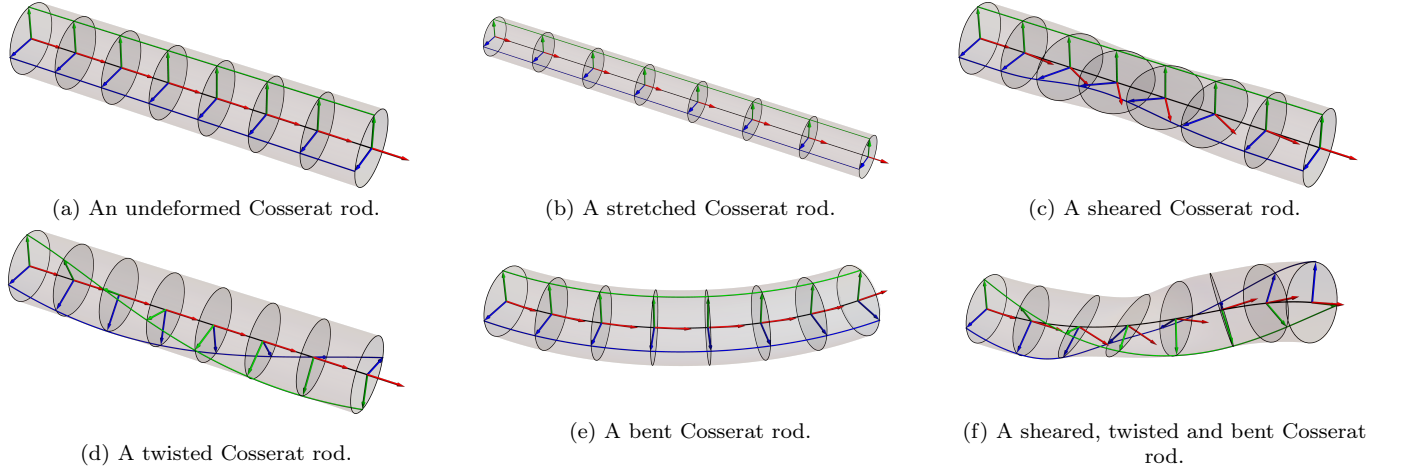 (a) An undeformed Cosserat rod.
(b) A stretched Cosserat rod.
(c) A sheared Cosserat rod.
(d) A twisted Cosserat rod.
(e) A bent Cosserat rod.
(f) A sheared, twisted and bent Cosserat
rod.